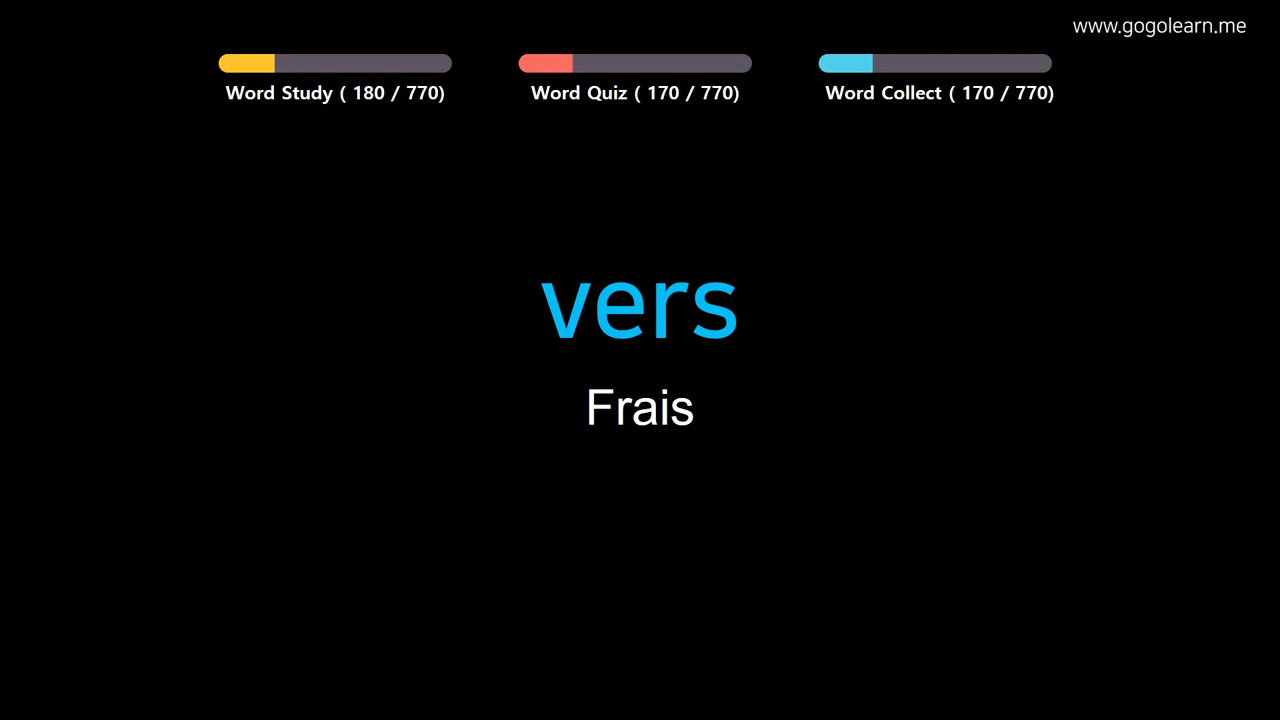 www.gogolearn.me
Word Study ( 180 / 770)
Word Quiz ( 170 / 770)
Word Collect ( 170 / 770)
vers
Frais